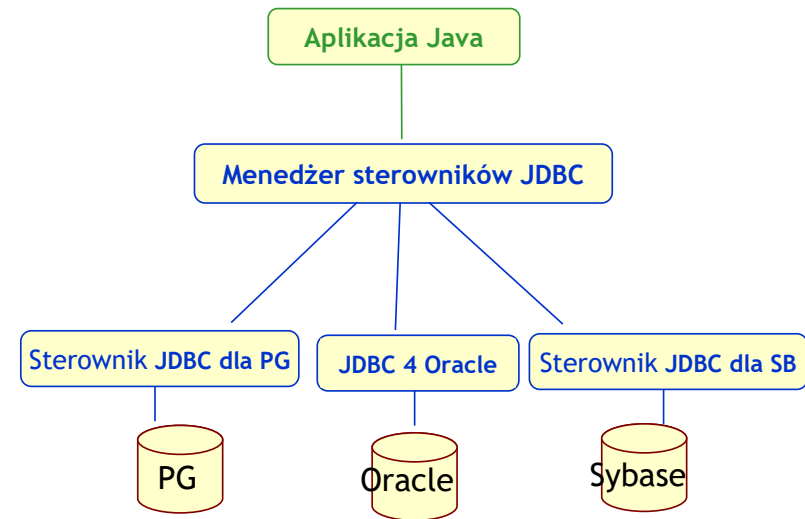 Aplikacja Java
Menedżer sterowników JDBC
Sterownik JDBC dla PG
JDBC 4 Oracle
Sterownik JDBC dla SB
PG
Oracle
Sybase